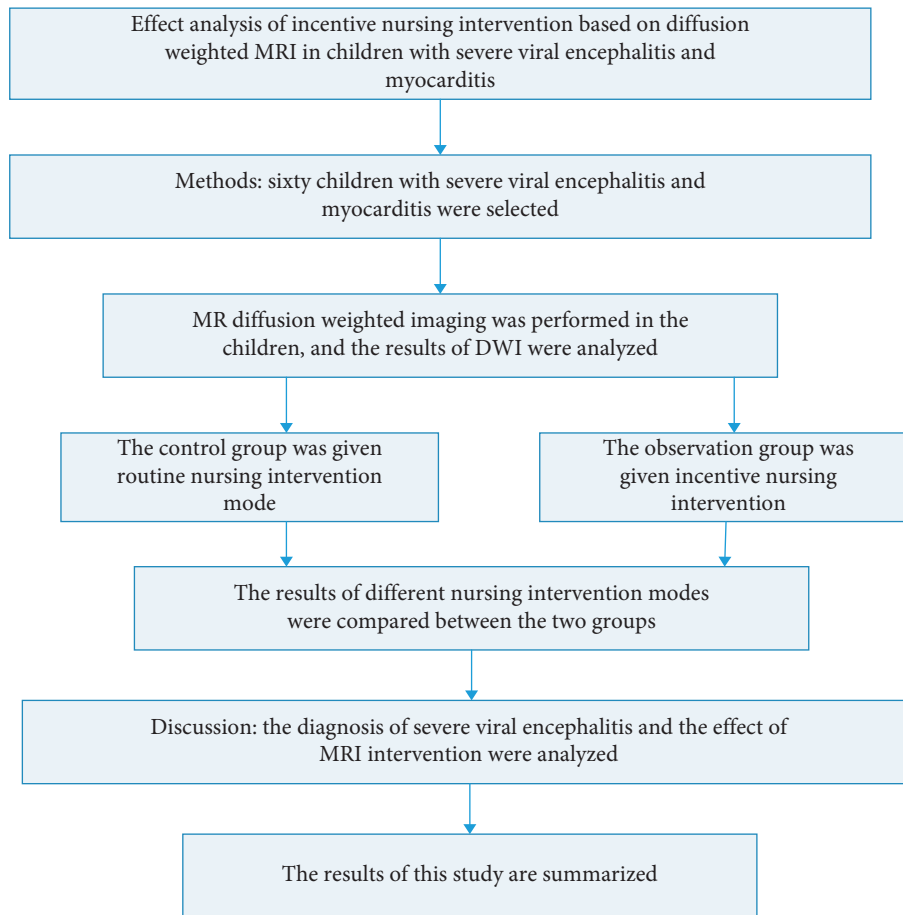 Effect analysis of incentive nursing intervention based on diffusion
weighted MRI in children with severe viral encephalitis and
myocarditis
Methods: sixty children with severe viral encephalitis and
myocarditis were selected
MR diffusion weighted imaging was performed in the
children, and the results of DWI were analyzed
The control group was given
routine nursing intervention
mode
The observation group was
given incentive nursing
intervention
The results of different nursing intervention modes
were compared between the two groups
Discussion: the diagnosis of severe viral encephalitis and the effect of
MRI intervention were analyzed
The results of this study are summarized